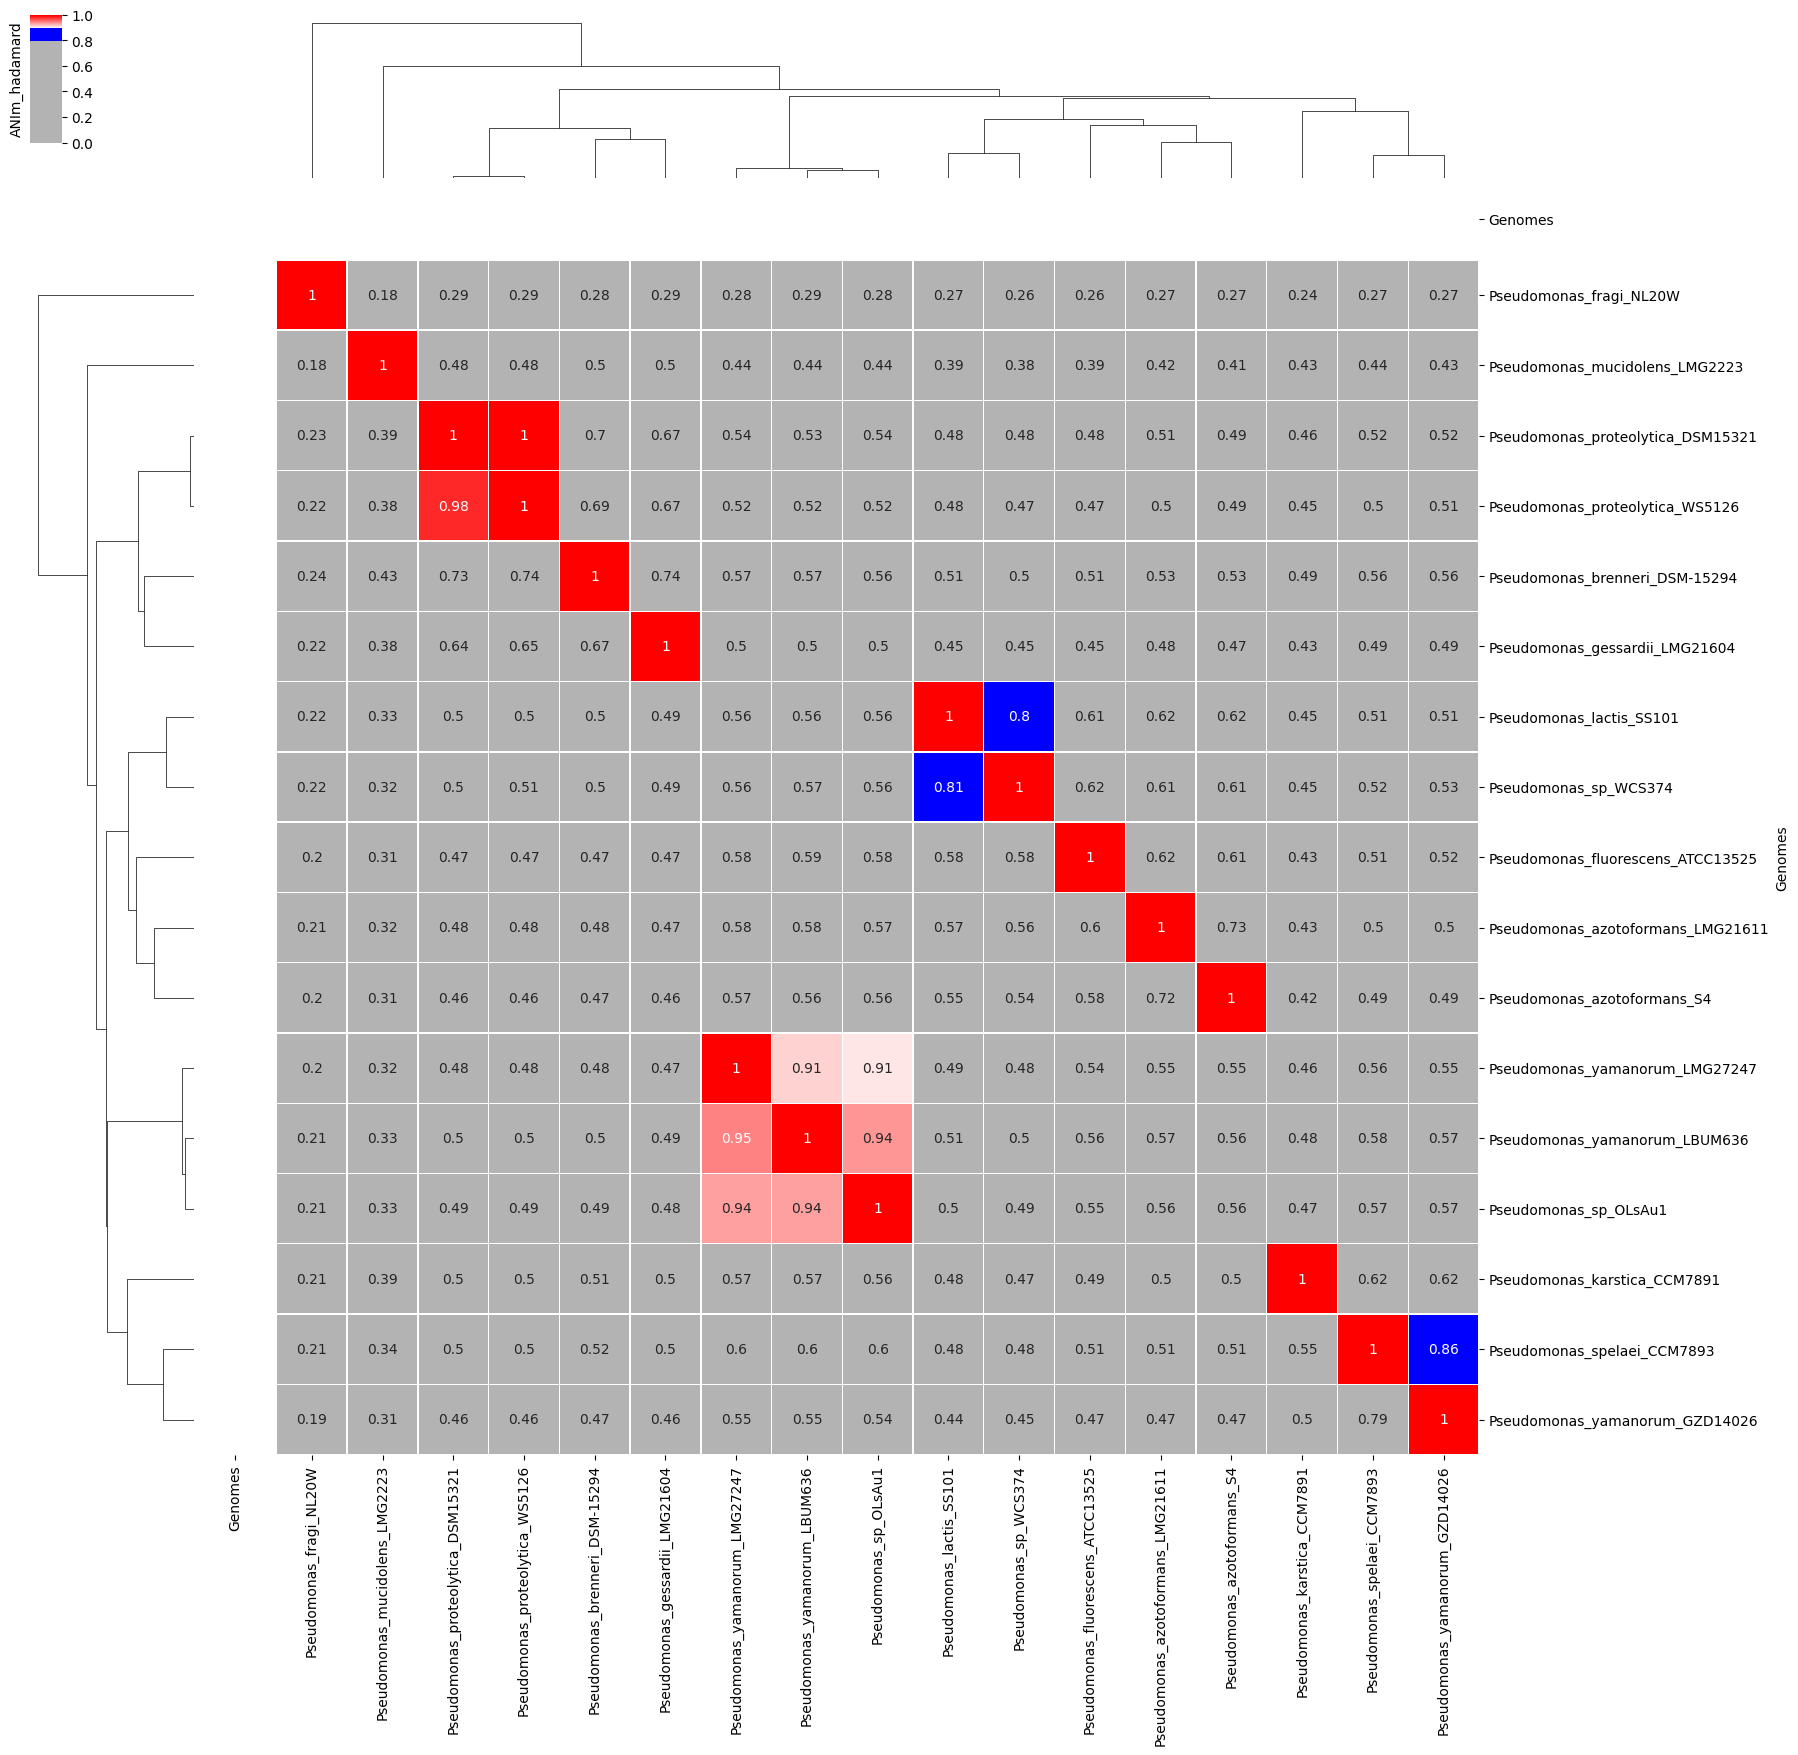 ANIm_hadamard
1.0
0.8
0.6
0.4
0.2
0.0
Genomes
1 0.18 0.29 0.29 0.28 0.29 0.28 0.29 0.28 0.27 0.26 0.26 0.27 0.27 0.24 0.27 0.27 Pseudomonas_fragi_NL20W
0.18 1 0.48 0.48 0.5 0.5 0.44 0.44 0.44 0.39 0.38 0.39 0.42 0.41 0.43 0.44 0.43 Pseudomonas_mucidolens_LMG2223
0.23 0.39 1 1 0.7 0.67 0.54 0.53 0.54 0.48 0.48 0.48 0.51 0.49 0.46 0.52 0.52 Pseudomonas_proteolytica_DSM15321
0.22 0.38 0.98 1 0.69 0.67 0.52 0.52 0.52 0.48 0.47 0.47 0.5 0.49 0.45 0.5 0.51 Pseudomonas_proteolytica_WS5126
0.24 0.43 0.73 0.74 1 0.74 0.57 0.57 0.56 0.51 0.5 0.51 0.53 0.53 0.49 0.56 0.56 Pseudomonas_brenneri_DSM-15294
0.22 0.38 0.64 0.65 0.67 1 0.5 0.5 0.5 0.45 0.45 0.45 0.48 0.47 0.43 0.49 0.49 Pseudomonas_gessardii_LMG21604
0.22 0.33 0.5 0.5 0.5 0.49 0.56 0.56 0.56 1 0.8 0.61 0.62 0.62 0.45 0.51 0.51 Pseudomonas_lactis_SS101
0.22 0.32 0.5 0.51 0.5 0.49 0.56 0.57 0.56 0.81 1 0.62 0.61 0.61 0.45 0.52 0.53 Pseudomonas_sp_WCS374
0.2 0.31 0.47 0.47 0.47 0.47 0.58 0.59 0.58 0.58 0.58 1 0.62 0.61 0.43 0.51 0.52 Pseudomonas_fluorescens_ATCC13525
0.21 0.32 0.48 0.48 0.48 0.47 0.58 0.58 0.57 0.57 0.56 0.6 1 0.73 0.43 0.5 0.5 Pseudomonas_azotoformans_LMG21611
0.2 0.31 0.46 0.46 0.47 0.46 0.57 0.56 0.56 0.55 0.54 0.58 0.72 1 0.42 0.49 0.49 Pseudomonas_azotoformans_S4
0.2 0.32 0.48 0.48 0.48 0.47 1 0.91 0.91 0.49 0.48 0.54 0.55 0.55 0.46 0.56 0.55 Pseudomonas_yamanorum_LMG27247
0.21 0.33 0.5 0.5 0.5 0.49 0.95 1 0.94 0.51 0.5 0.56 0.57 0.56 0.48 0.58 0.57 Pseudomonas_yamanorum_LBUM636
0.21 0.33 0.49 0.49 0.49 0.48 0.94 0.94 1 0.5 0.49 0.55 0.56 0.56 0.47 0.57 0.57 Pseudomonas_sp_OLsAu1
0.21 0.39 0.5 0.5 0.51 0.5 0.57 0.57 0.56 0.48 0.47 0.49 0.5 0.5 1 0.62 0.62 Pseudomonas_karstica_CCM7891
0.21 0.34 0.5 0.5 0.52 0.5 0.6 0.6 0.6 0.48 0.48 0.51 0.51 0.51 0.55 1 0.86 Pseudomonas_spelaei_CCM7893
0.19 0.31 0.46 0.46 0.47 0.46 0.55 0.55 0.54 0.44 0.45 0.47 0.47 0.47 0.5 0.79 1 Pseudomonas_yamanorum_GZD14026
Genomes
Genomes
Pseudomonas_fragi_NL20W
Pseudomonas_mucidolens_LMG2223
Pseudomonas_proteolytica_DSM15321
Pseudomonas_proteolytica_WS5126
Pseudomonas_brenneri_DSM-15294
Pseudomonas_gessardii_LMG21604
Pseudomonas_yamanorum_LMG27247
Pseudomonas_yamanorum_LBUM636
Pseudomonas_sp_OLsAu1
Pseudomonas_lactis_SS101
Pseudomonas_sp_WCS374
Pseudomonas_fluorescens_ATCC13525
Pseudomonas_azotoformans_LMG21611
Pseudomonas_azotoformans_S4
Pseudomonas_karstica_CCM7891
Pseudomonas_spelaei_CCM7893
Pseudomonas_yamanorum_GZD14026